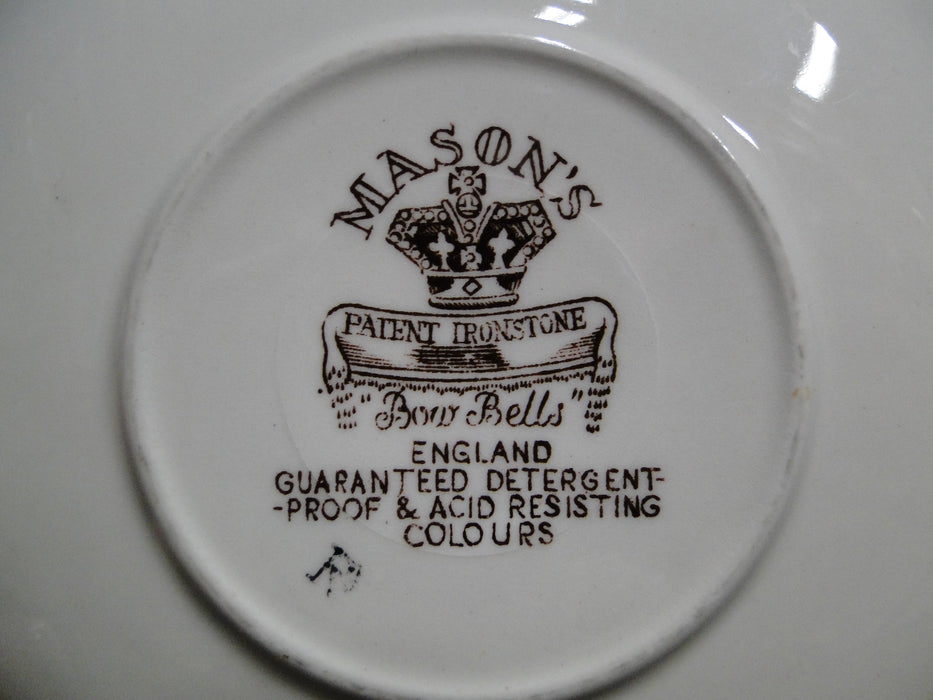 MASON'S
PATENT IRONSTONE
"Bow Bells"
ENGLAND
GUARANTEED DETERGENT-
-PROOF & ACID RESISTING
COLOURS